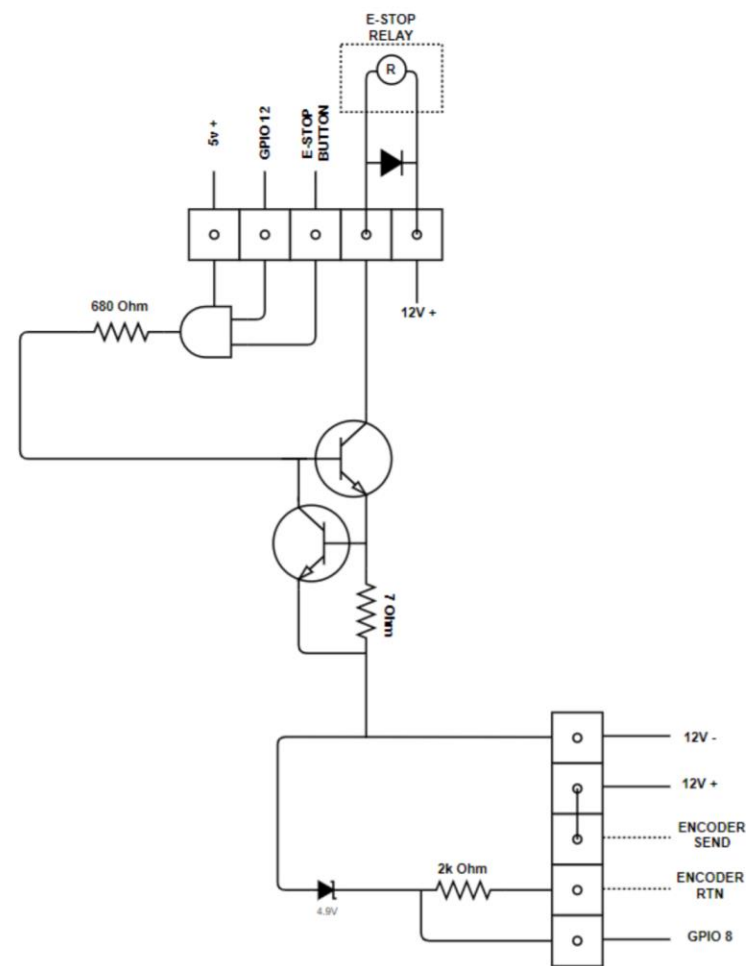 E-STOP
RELAY
R
5v +
GPIO 12
E-STOP
BUTTON
680 Ohm
12V +
7 Ohm
12V -
12V +
ENCODER
SEND
2k Ohm
ENCODER
RTN
4.9V
GPIO 8